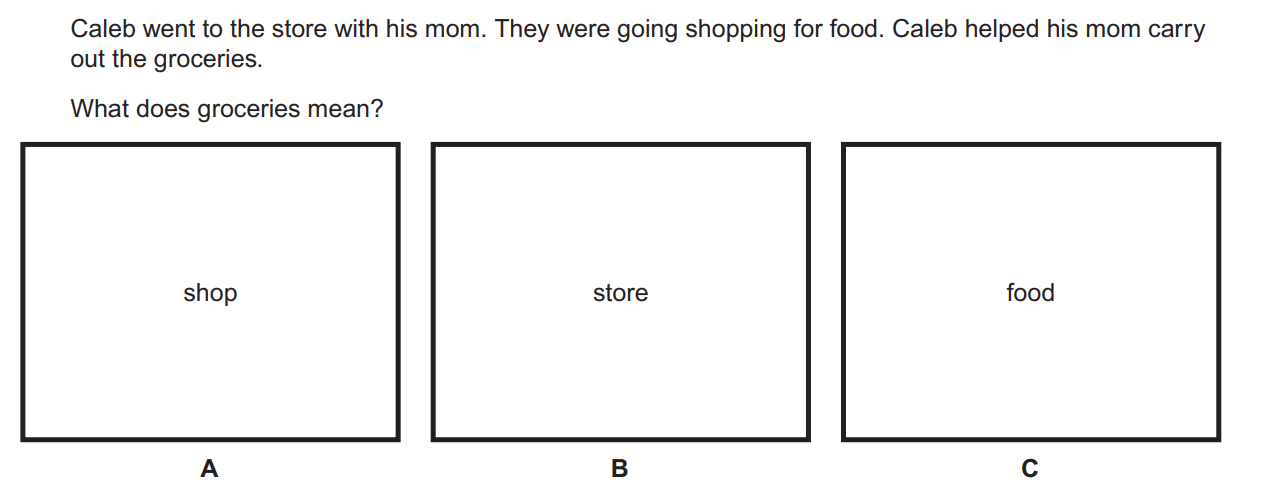 Caleb went to the store with his mom. They were going shopping for food. Caleb helped his mom carry
out the groceries.
What does groceries mean?
shop
store
food
A
B
C